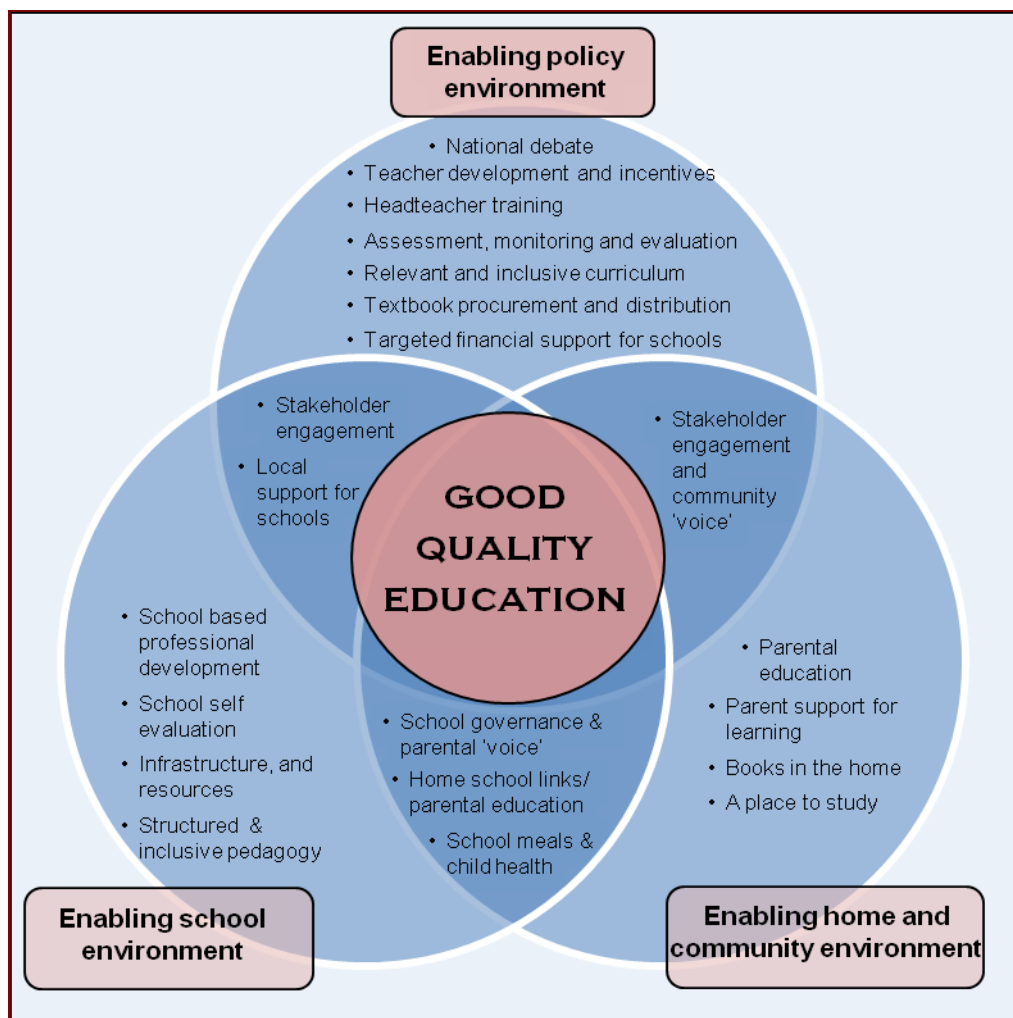 Enabling policy
environment
• National debate
• Teacher development and incentives
• Headteacher training
• Assessment, monitoring and evaluation
• Relevant and inclusive curriculum
• Textbook procurement and distribution
• Targeted financial support for schools
• Stakeholder
engagement
• Local
support for
schools
• Stakeholder
engagement
and
community
'voice'
GOOD
QUALITY
EDUCATION
• School based
professional
development
• School self
evaluation
• Infrastructure, and
resources
• Structured &
inclusive pedagogy
• School governance &
parental 'voice'
• Home school links/
parental education
• School meals &
child health
• Parental
education
• Parent support for
learning
• Books in the home
• A place to study
Enabling school
environment
Enabling home and
community environment